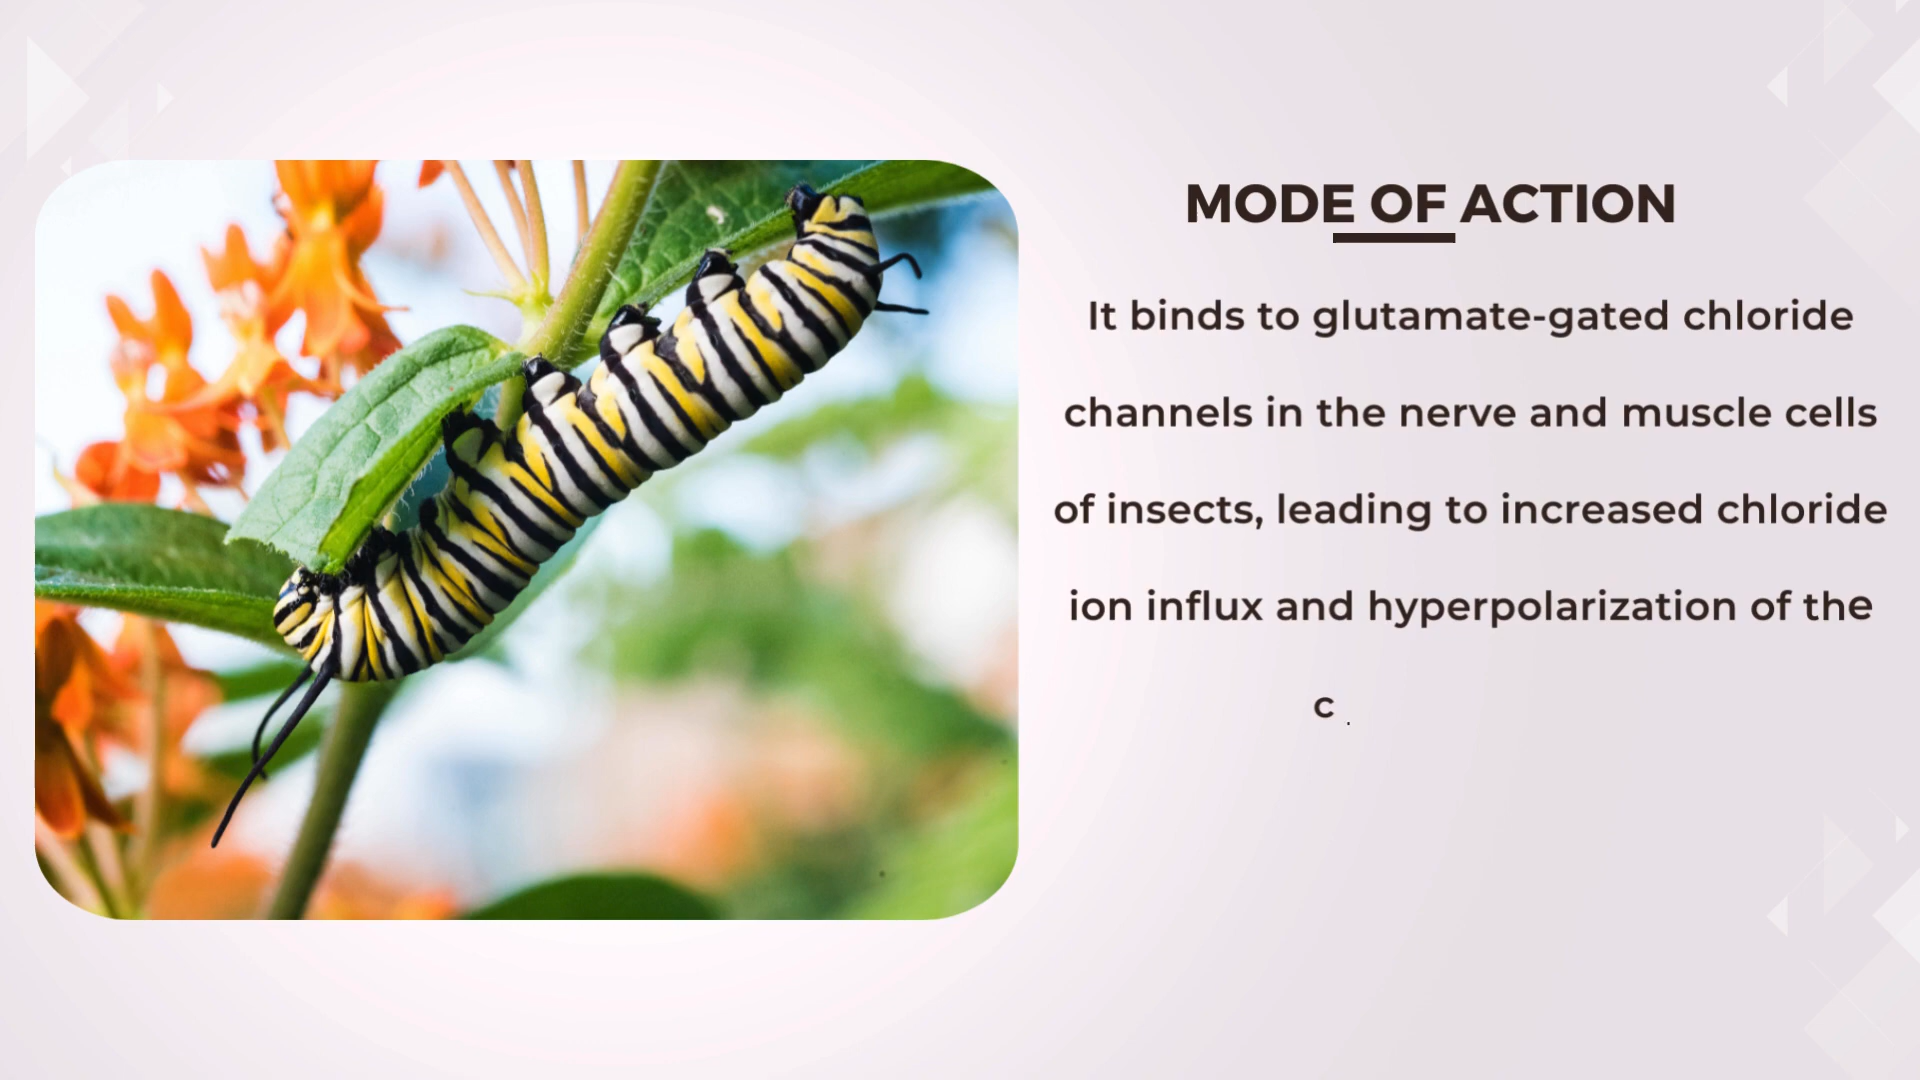 MODE OF ACTION
It binds to glutamate-gated chloride
channels in the nerve and muscle cells
of insects, leading to increased chloride
ion influx and hyperpolarization of the
c .